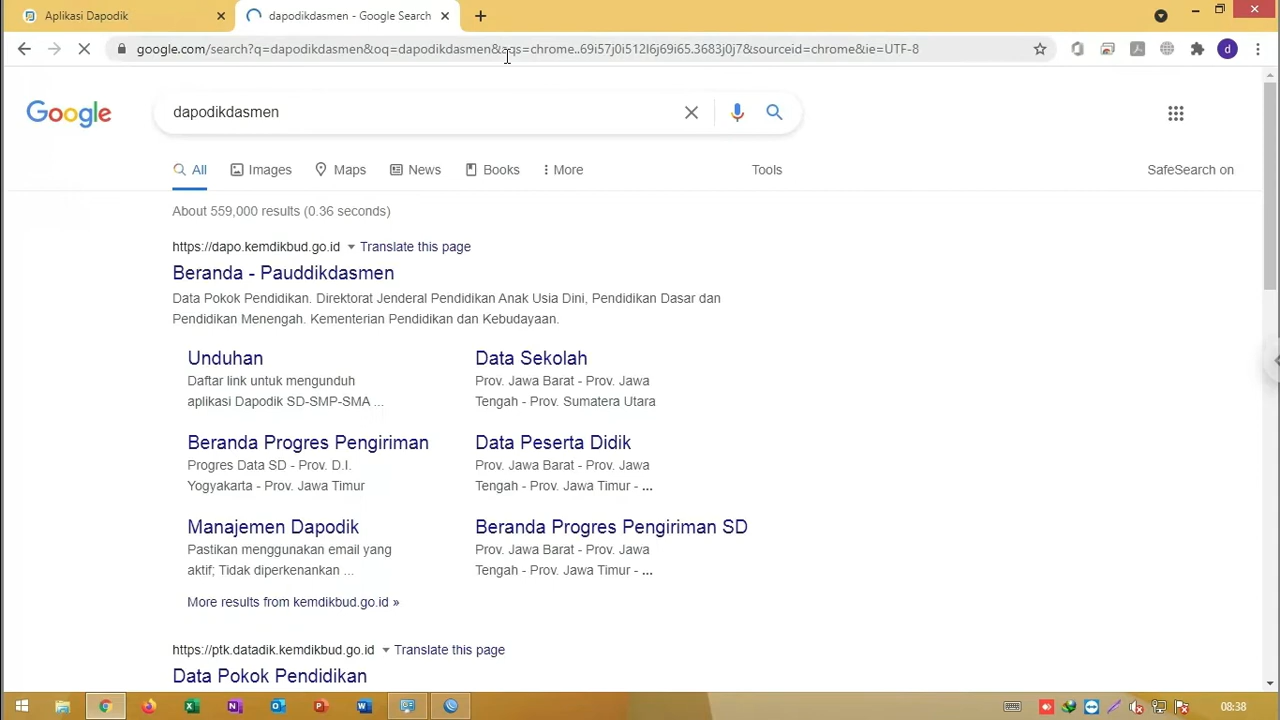 Aplikasi Dapodik
dapodikdasmen - Google Search
google.com/search?q=dapodikdasmen&oq=dapodikdasmen&aqs=chrome..69i57j0i512l6j69i65.3683j0j7&sourceid=chrome&ie=UTF-8
d
Google
dapodikdasmen
All
Images
Maps
News
Books
More
Tools
SafeSearch on
About 559,000 results (0.36 seconds)
https://dapo.kemdikbud.go.id Translate this page
Beranda - Pauddikdasmen
Data Pokok Pendidikan. Direktorat Jenderal Pendidikan Anak Usia Dini, Pendidikan Dasar dan
Pendidikan Menengah. Kementerian Pendidikan dan Kebudayaan.
Unduhan
Daftar link untuk mengunduh
aplikasi Dapodik SD-SMP-SMA ...
Data Sekolah
Prov. Jawa Barat - Prov. Jawa
Tengah - Prov. Sumatera Utara
Beranda Progres Pengiriman
Progres Data SD - Prov. D.I.
Yogyakarta - Prov. Jawa Timur
Data Peserta Didik
Prov. Jawa Barat - Prov. Jawa
Tengah - Prov. Jawa Timur - ...
Manajemen Dapodik
Pastikan menggunakan email yang
aktif; Tidak diperkenankan ...
Beranda Progres Pengiriman SD
Prov. Jawa Barat - Prov. Jawa
Tengah - Prov. Jawa Timur - ...
More results from kemdikbud.go.id »
https://ptk.datadik.kemdikbud.go.id Translate this page
Data Pokok Pendidikan
08:38